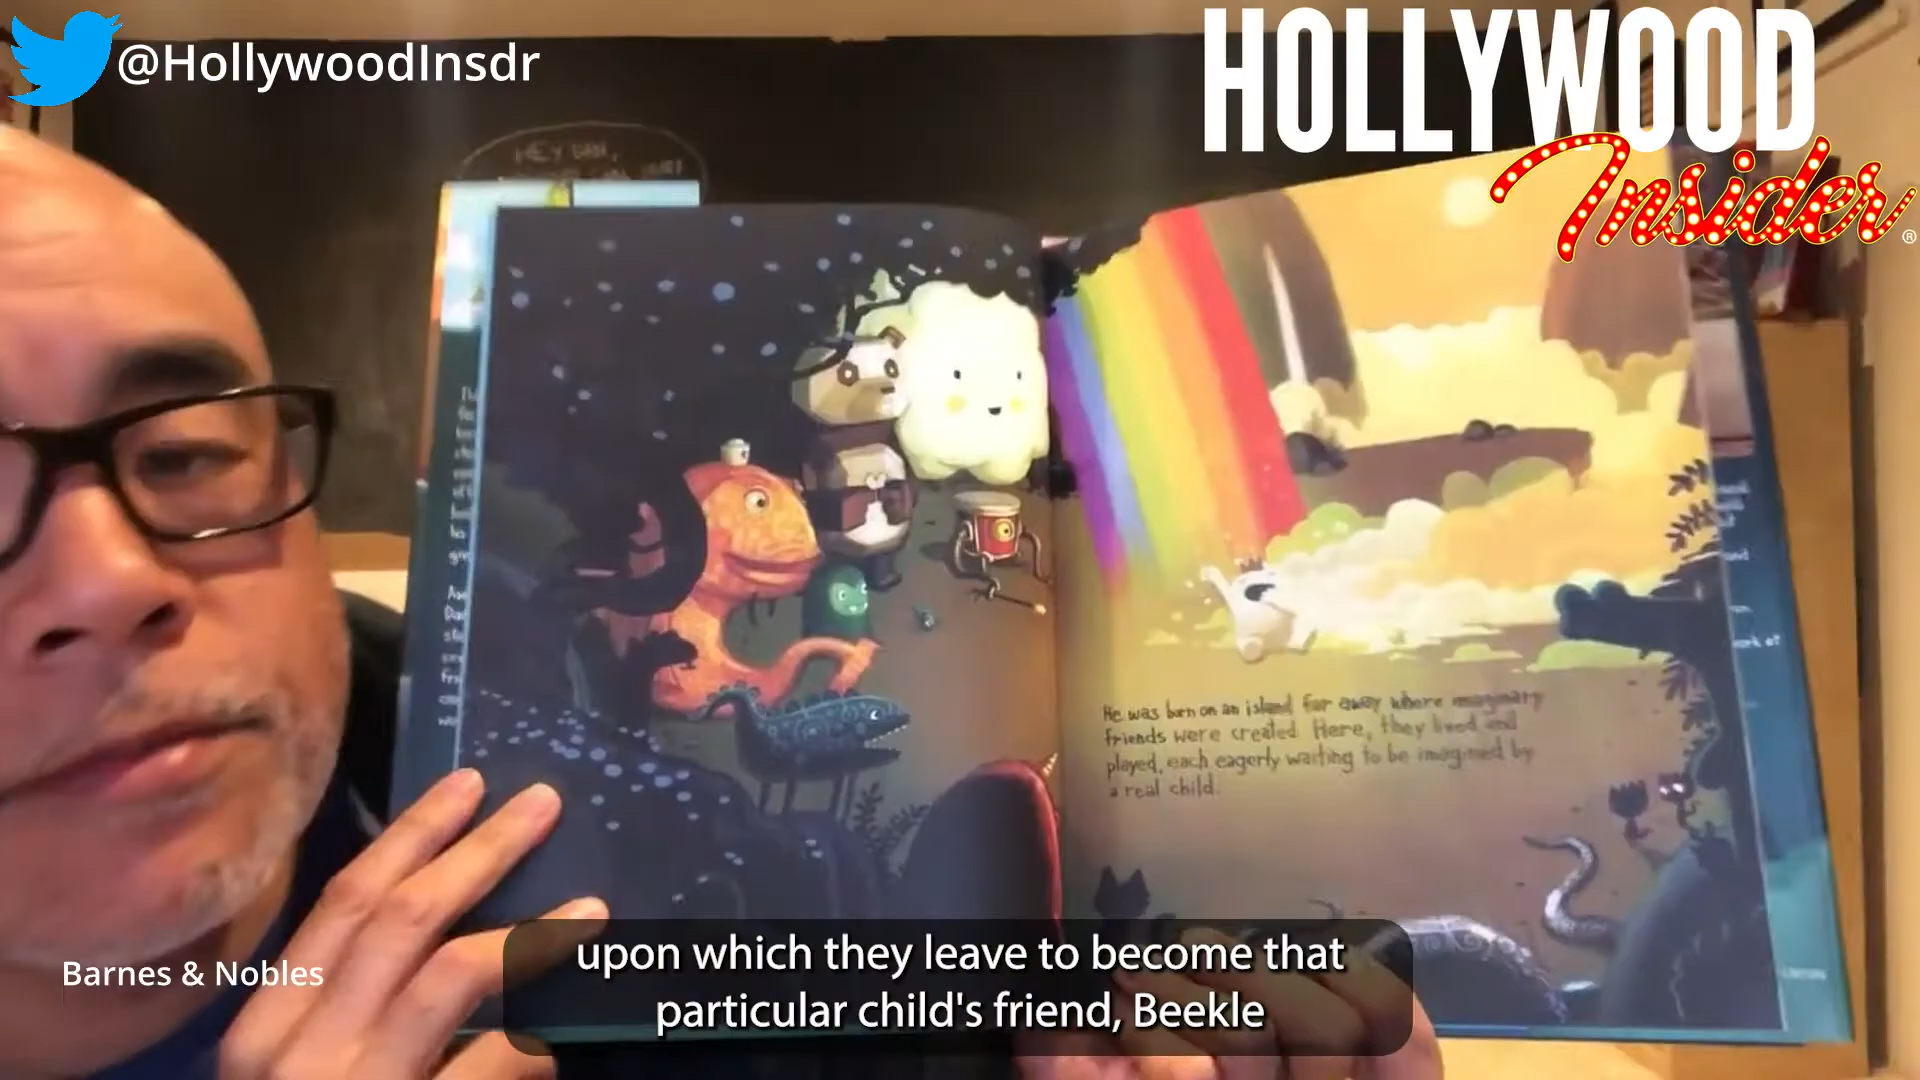 @HollywoodInsdr
HOLLYWOOD
Insider®
HEY DAN,
He was born on an island far away where imaginary
friends were created. Here, they lived and
played, each eagerly waiting to be imagined by
a real child.
Barnes & Nobles
upon which they leave to become that
particular child's friend, Beekle